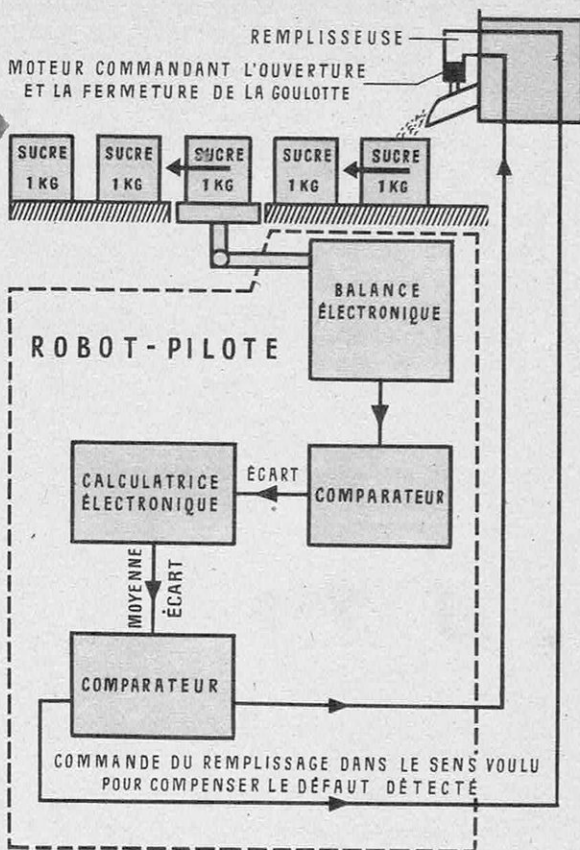 REMPLISSEUSE
MOTEUR COMMANDANT L'OUVERTURE
ET LA FERMETURE DE LA GOULOTTE
SUCRE
1 KG
SUCRE
1 KG
SUCRE
1 KG
SUCRE
1 KG
SUCRE
1 KG
BALANCE
ÉLECTRONIQUE
ROBOT-PILOTE
CALCULATRICE
ÉLECTRONIQUE
ÉCART
COMPARATEUR
MOYENNE
ÉCART
COMPARATEUR
COMMANDE DU REMPLISSAGE DANS LE SENS VOULU
POUR COMPENSER LE DÉFAUT DÉTECTÉ